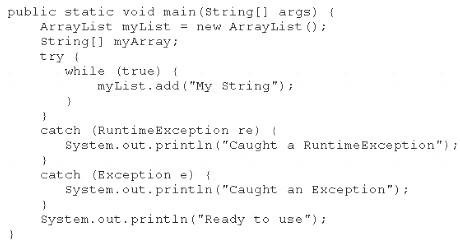 public static void main(String[] args) {
    ArrayList myList = new ArrayList();
    String[] myArray;
    try {
       while (true) {
           myList.add("My String");
       }
    }
    catch (RuntimeException re) {
       System.out.println("Caught a RuntimeException");
    }
    catch (Exception e) {
       System.out.println("Caught an Exception");
    }
    System.out.println("Ready to use");
}